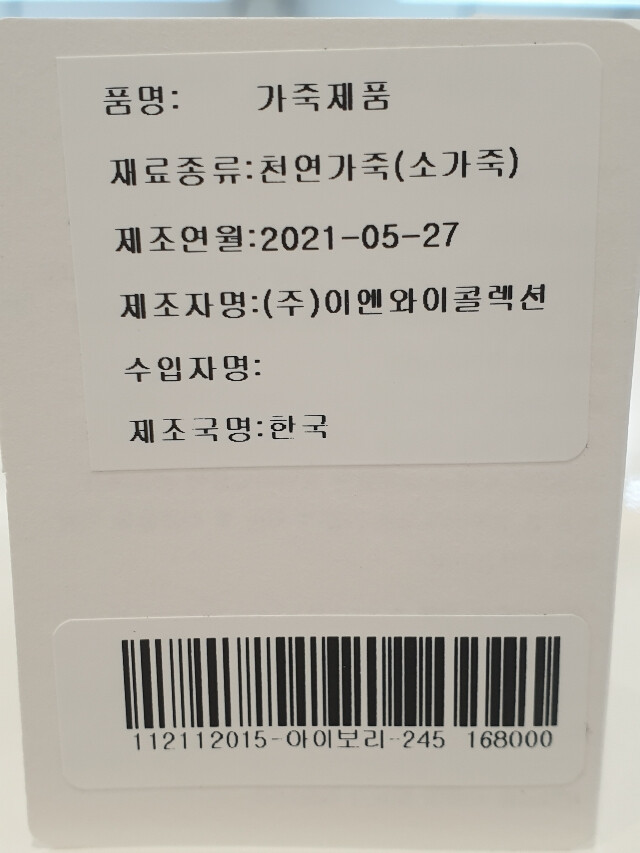 품명: 가죽제품
재료종류:천연가죽(소가죽)
제조연월:2021-05-27
제조자명:(주)이엔와이콜렉션
수입자명:
제조국명:한국
112112015-아이보리-245 168000